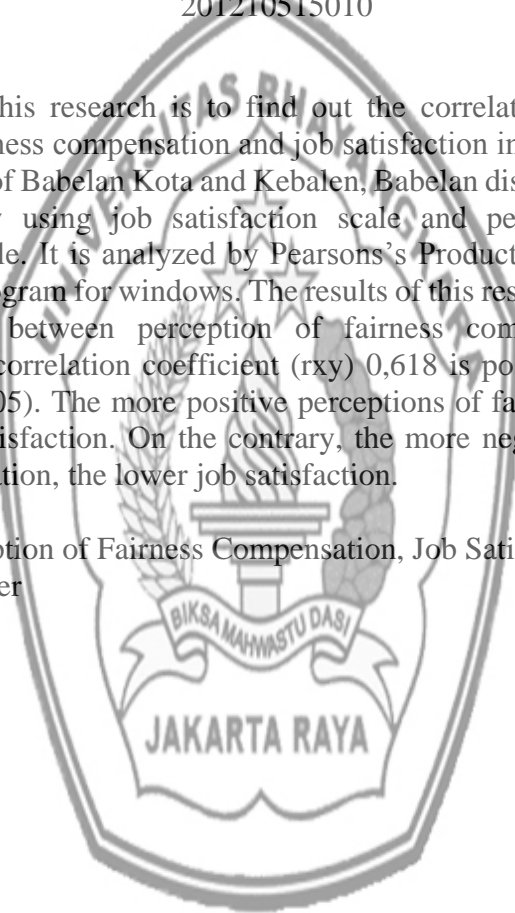 201210515010
his research is to find out the correlat
ness compensation and job satisfaction in
of Babelan Kota and Kebalen, Babelan dis
using job satisfaction scale and pe
le. It is analyzed by Pearsons's Product
ogram for windows. The results of this res
between perception of fairness com
correlation coefficient (rxy) 0,618 is po
05). The more positive perceptions of fa
isfaction. On the contrary, the more neg
ation, the lower job satisfaction.
ption of Fairness Compensation, Job Sati
er
UNIVERSITAS BHAYANGKARA
BIKSA MAHWASTU DASI
JAKARTA RAYA